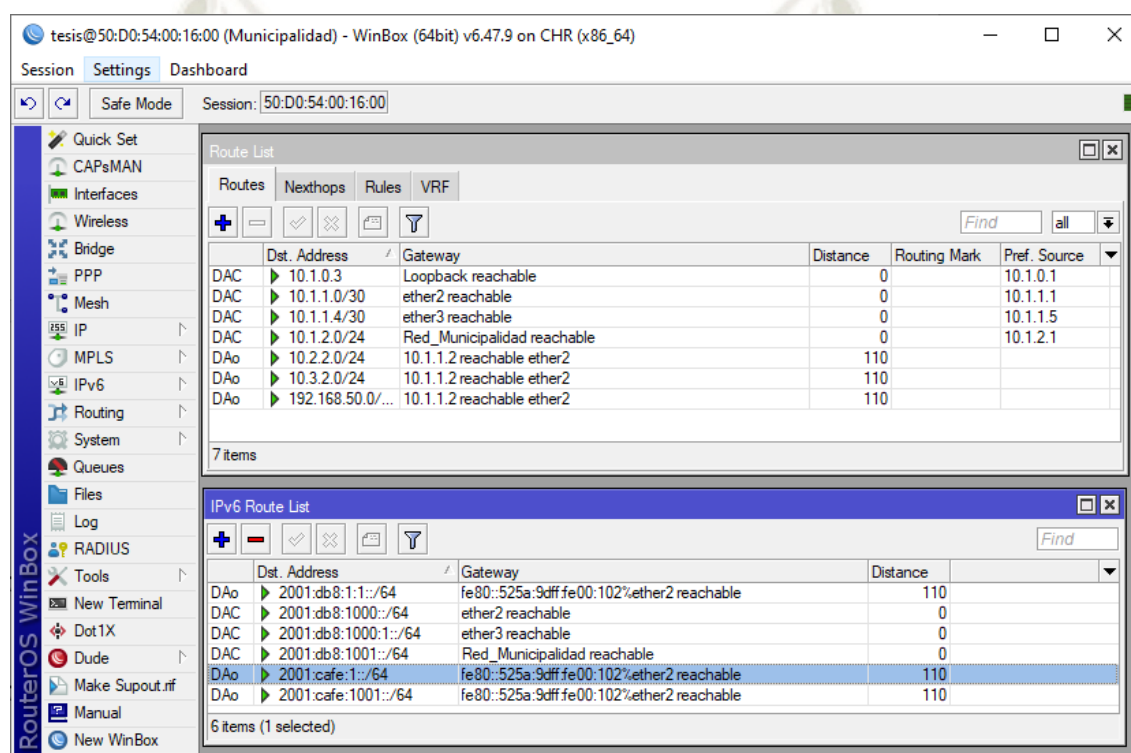 tesis@50:D0:54:00:16:00 (Municipalidad) - WinBox (64bit) v6.47.9 on CHR (x86_64)
Session Settings Dashboard
Safe Mode Session: 50:D0:54:00:16:00
Quick Set
CAPsMAN
Interfaces
Wireless
Bridge
PPP
Mesh
IP
MPLS
IPv6
Routing
System
Queues
Files
Log
RADIUS
Tools
New Terminal
Dot1X
Dude
Make Supout.rif
Manual
New WinBox
RouterOS WinBox
Route List
Routes Nexthops Rules VRF
Find all
Dst. Address Gateway Distance Routing Mark Pref. Source
DAC 10.1.0.3 Loopback reachable 0 10.1.0.1
DAC 10.1.1.0/30 ether2 reachable 0 10.1.1.1
DAC 10.1.1.4/30 ether3 reachable 0 10.1.1.5
DAC 10.1.2.0/24 Red_Municipalidad reachable 0 10.1.2.1
DAo 10.2.2.0/24 10.1.1.2 reachable ether2 110
DAo 10.3.2.0/24 10.1.1.2 reachable ether2 110
DAo 192.168.50.0/... 10.1.1.2 reachable ether2 110
7 items
IPv6 Route List
Find
Dst. Address Gateway Distance
DAo 2001:db8:1:1::/64 fe80::525a:9dff:fe00:102%ether2 reachable 110
DAC 2001:db8:1000::/64 ether2 reachable 0
DAC 2001:db8:1000:1::/64 ether3 reachable 0
DAC 2001:db8:1001::/64 Red_Municipalidad reachable 0
DAo 2001:cafe:1::/64 fe80::525a:9dff:fe00:102%ether2 reachable 110
DAo 2001:cafe:1001::/64 fe80::525a:9dff:fe00:102%ether2 reachable 110
6 items (1 selected)